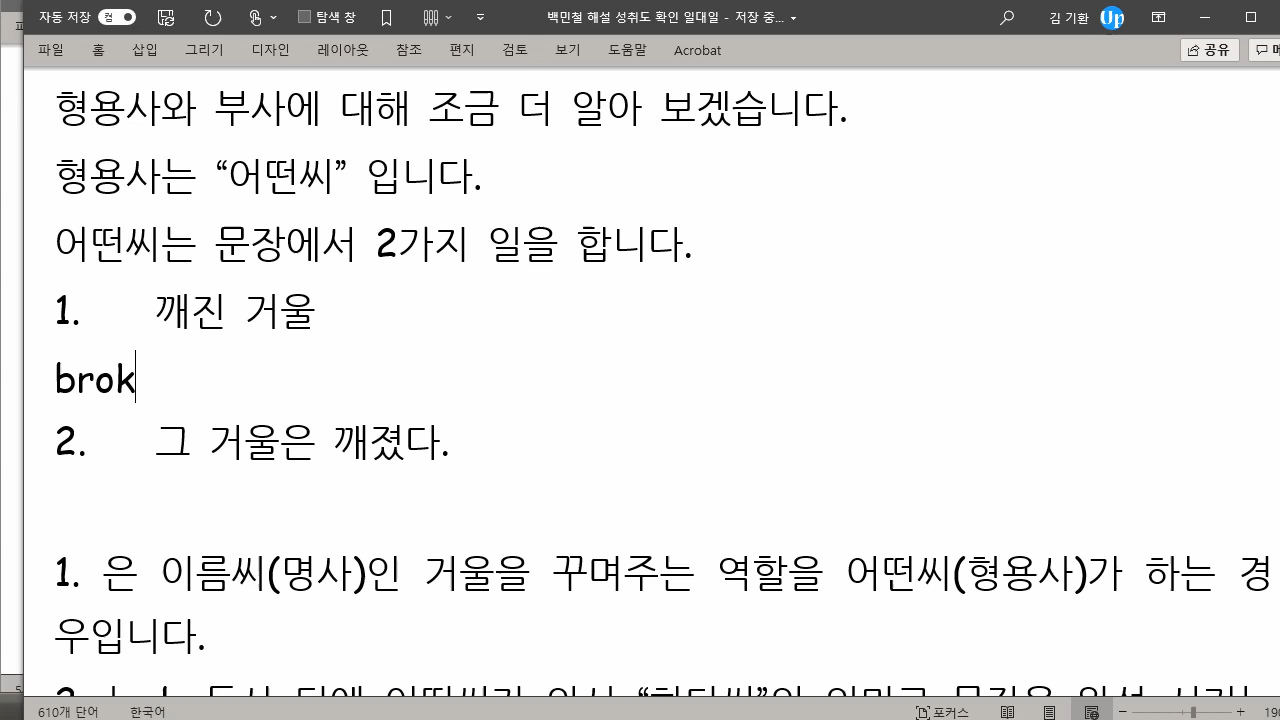 자동 저장 컴 탐색 창 백민철 해설 성취도 확인 일대일 - 저장 중... 김 기환 Up
파일 홈 삽입 그리기 디자인 레이아웃 참조 편지 검토 보기 도움말 Acrobat 공유
형용사와 부사에 대해 조금 더 알아 보겠습니다.
형용사는 “어떤씨” 입니다.
어떤씨는 문장에서 2가지 일을 합니다.
1. 깨진 거울
brok
2. 그 거울은 깨졌다.
1. 은 이름씨(명사)인 거울을 꾸며주는 역할을 어떤씨(형용사)가 하는 경
우입니다.
610개 단어 한국어 포커스